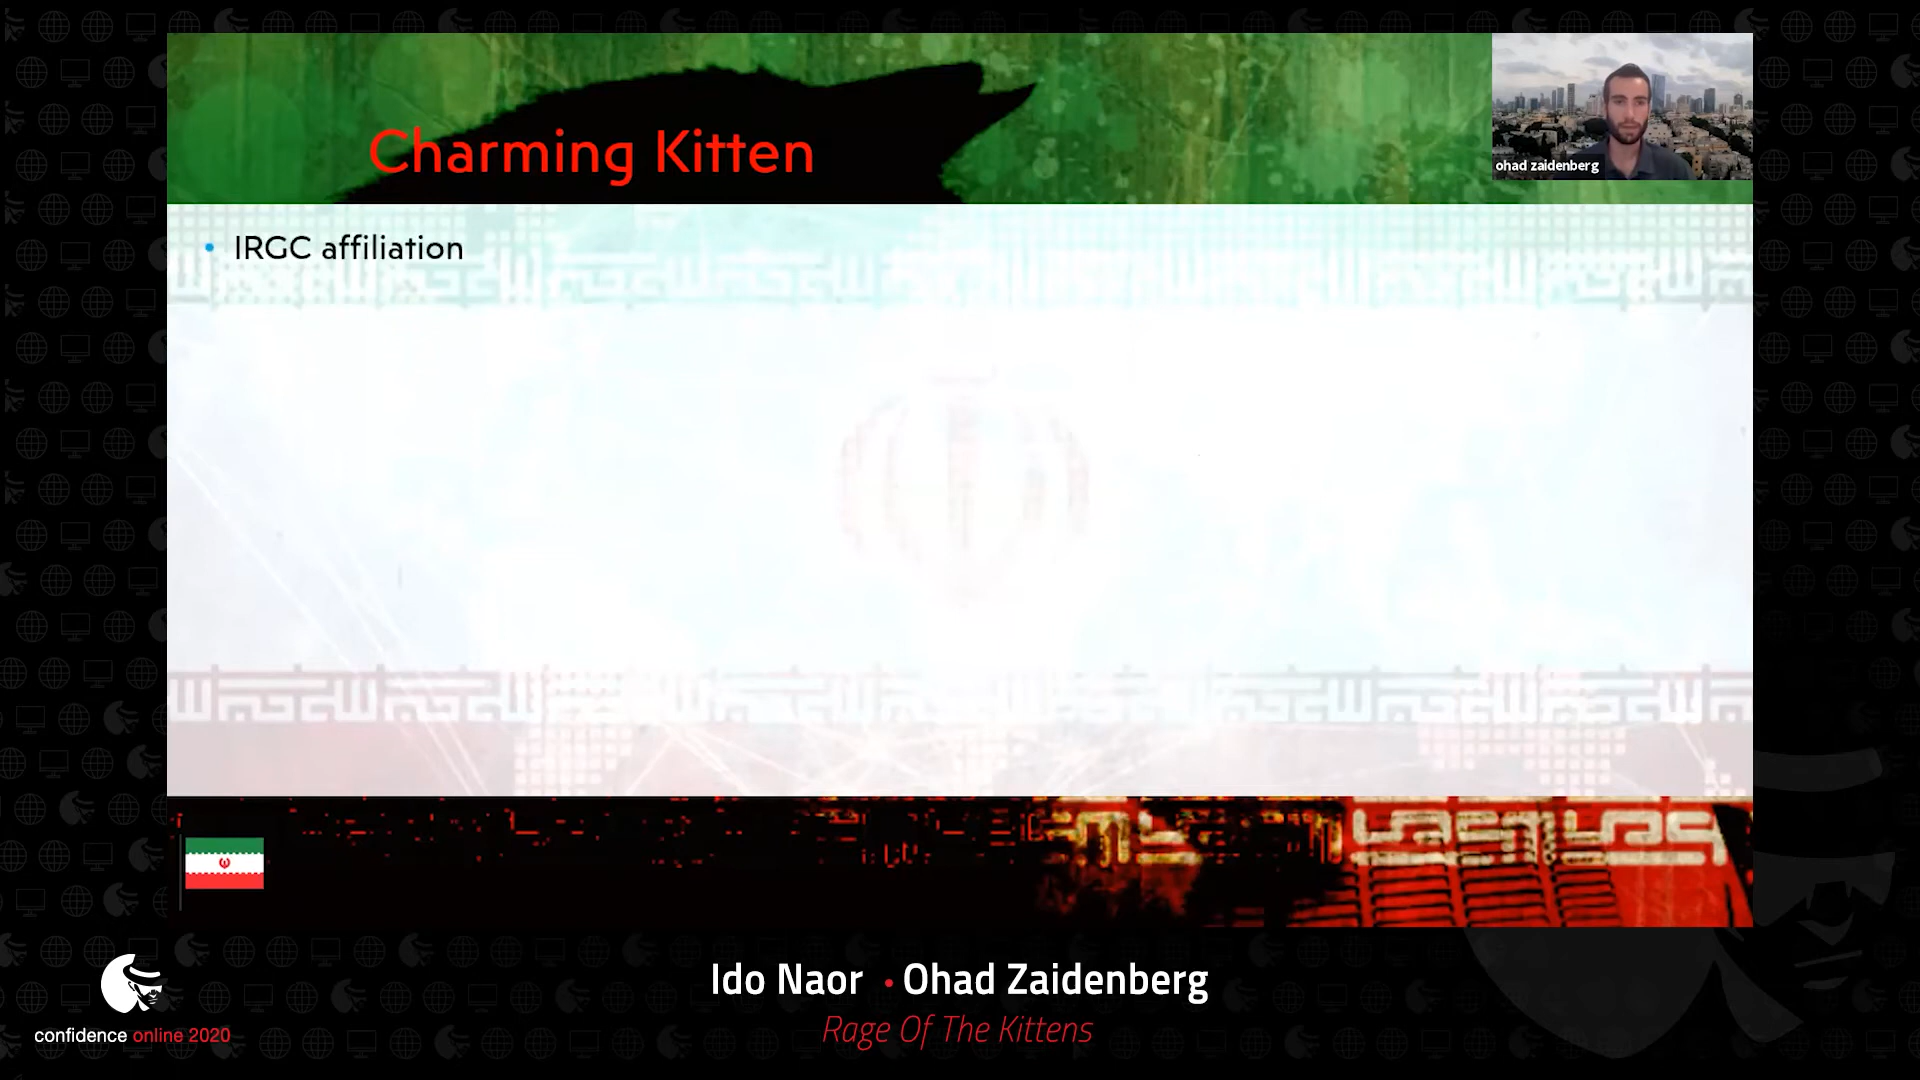 Charming Kitten
ohad zaidenberg
• IRGC affiliation
Ido Naor • Ohad Zaidenberg
Rage Of The Kittens
confidence online 2020